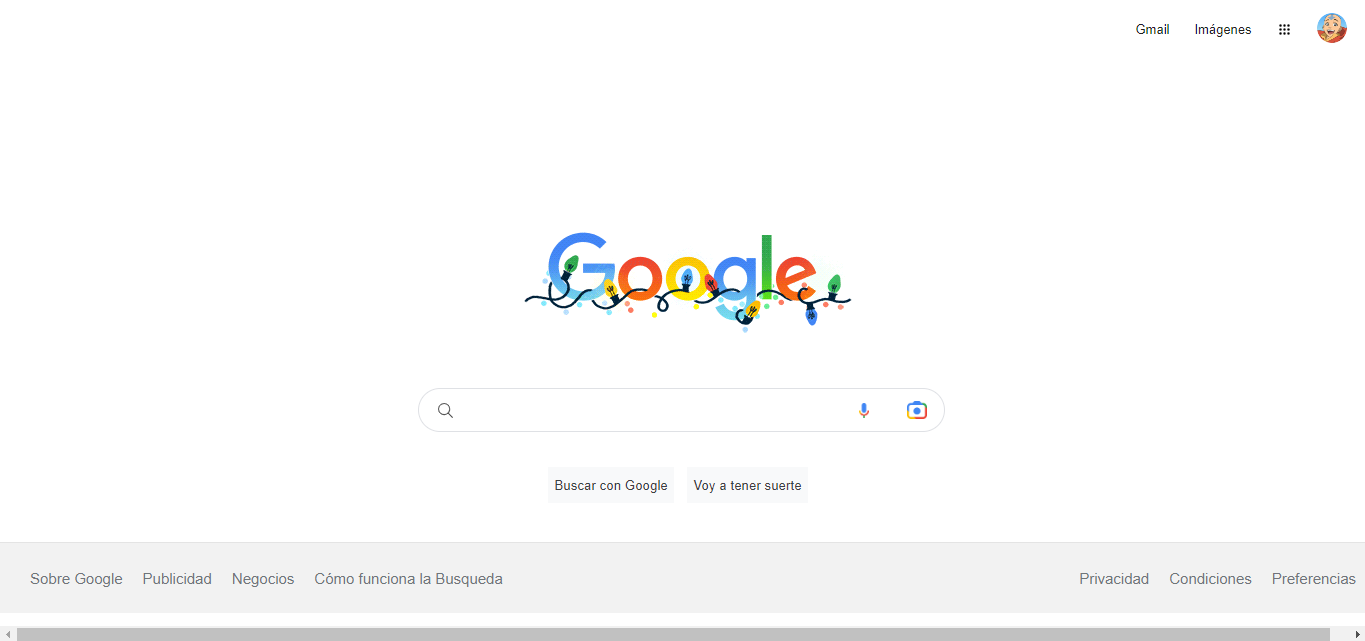 Gmail Imágenes
Google
Buscar con Google Voy a tener suerte
Sobre Google Publicidad Negocios Cómo funciona la Busqueda Privacidad Condiciones Preferencias